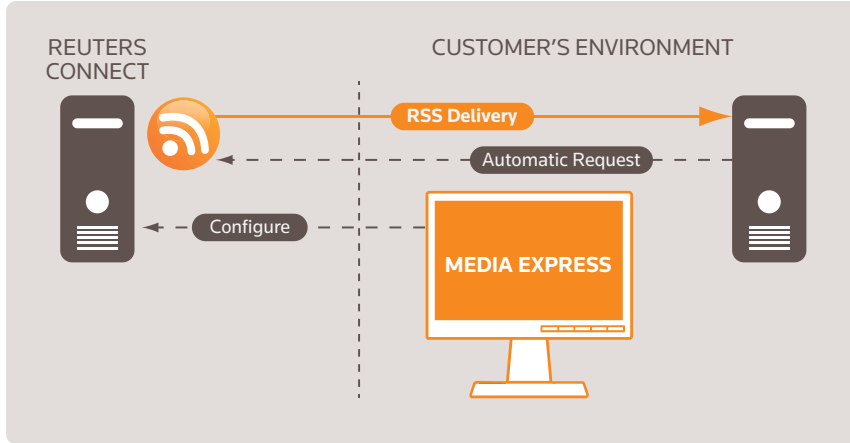 REUTERS
CONNECT
CUSTOMER'S ENVIRONMENT
RSS Delivery
Automatic Request
Configure
MEDIA EXPRESS